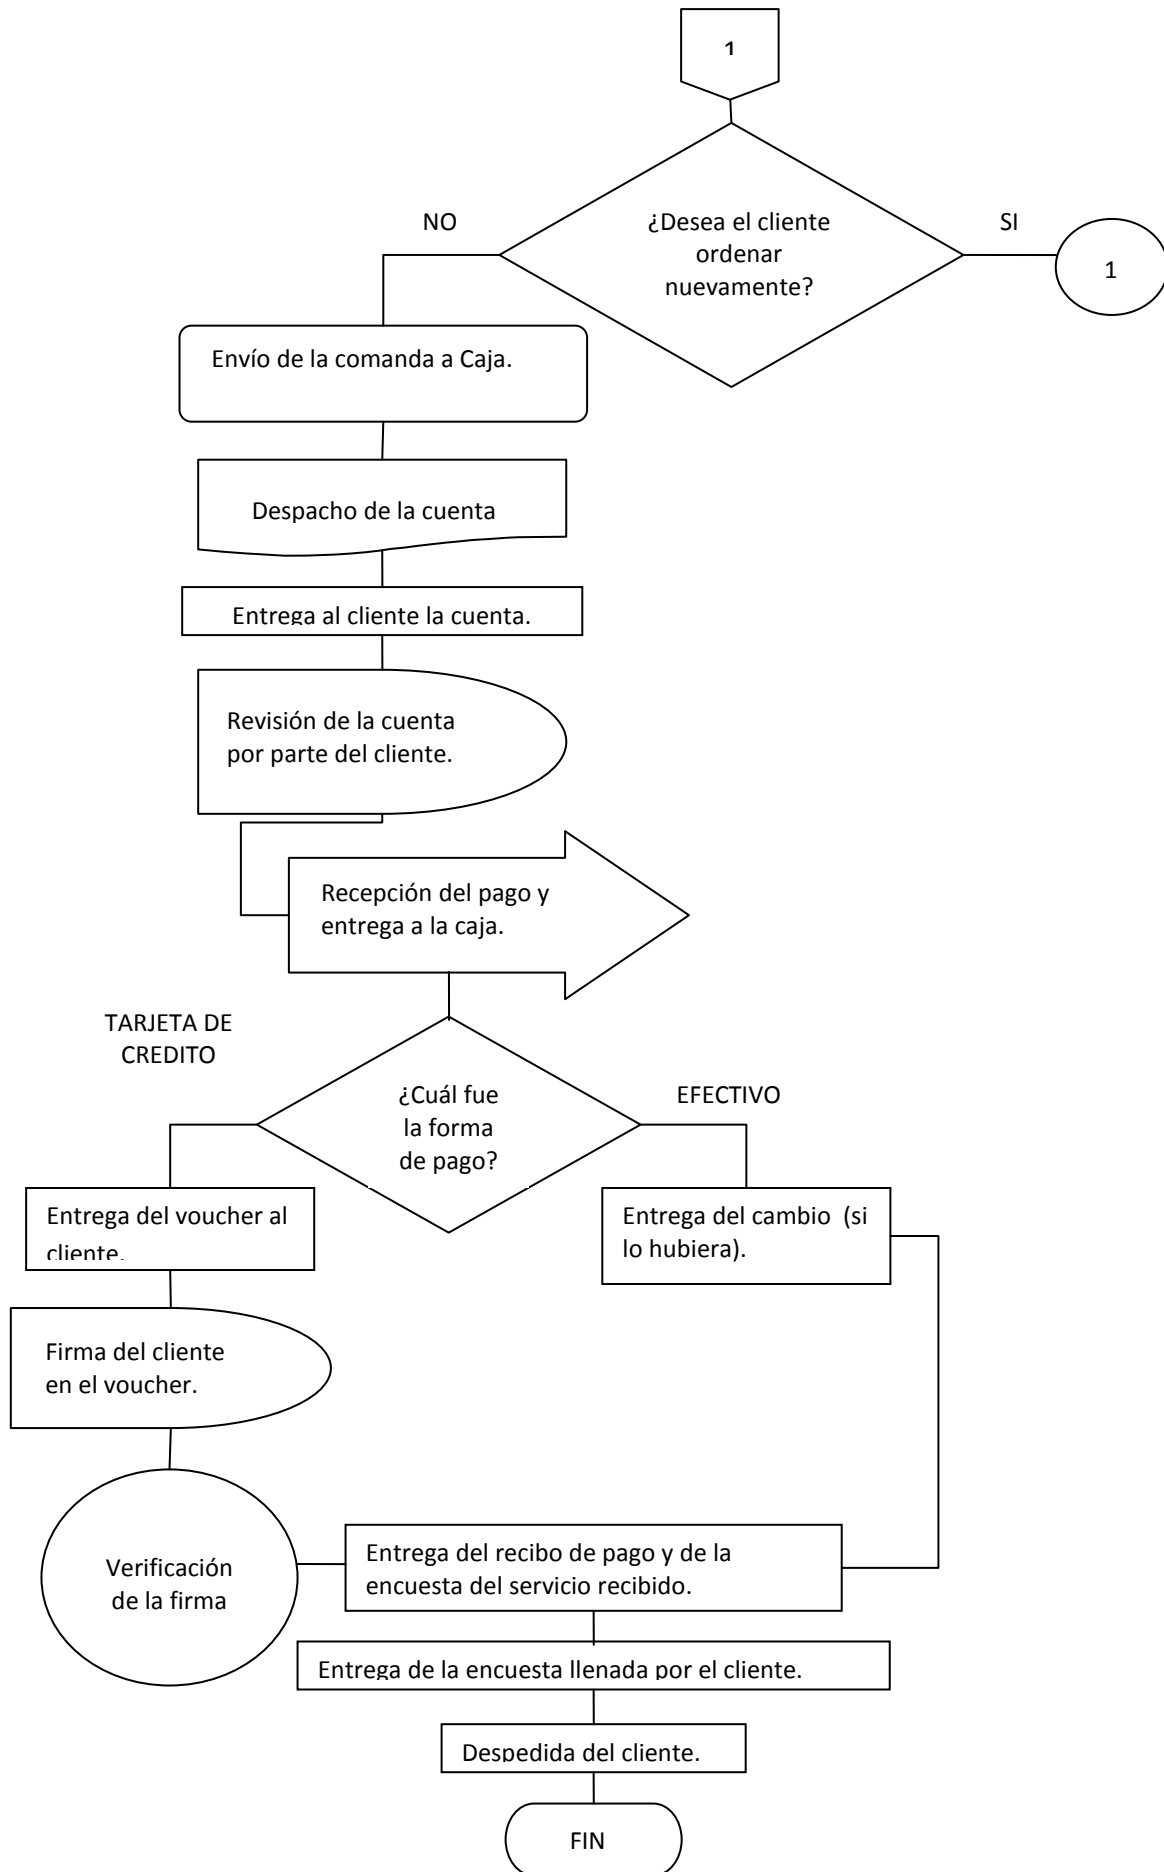 1
¿Desea el cliente
ordenar
nuevamente?
NO
SI
1
Envío de la comanda a Caja.
Despacho de la cuenta
Entrega al cliente la cuenta.
Revisión de la cuenta
por parte del cliente.
Recepción del pago y
entrega a la caja.
TARJETA DE
CREDITO
¿Cuál fue
la forma
de pago?
EFECTIVO
Entrega del voucher al
cliente.
Entrega del cambio  (si
lo hubiera).
Firma del cliente
en el voucher.
Verificación
de la firma
Entrega del recibo de pago y de la
encuesta del servicio recibido.
Entrega de la encuesta llenada por el cliente.
Despedida del cliente.
FIN